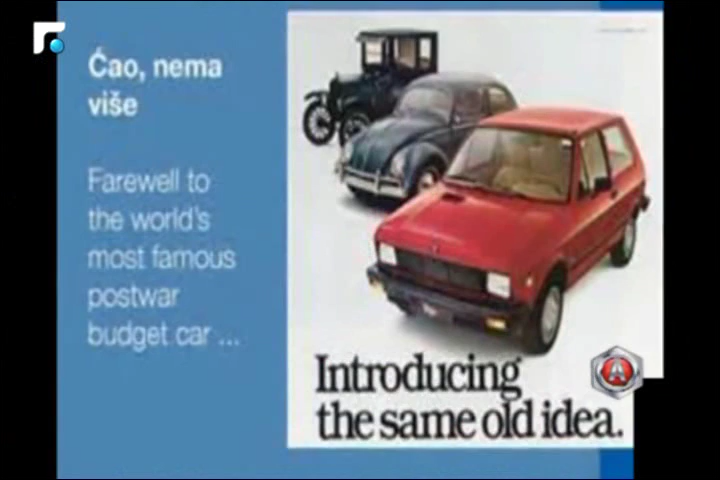 Ćao, nema
više
Farewell to
the world's
most famous
postwar
budget car ...
Introducing
the same old idea.
A